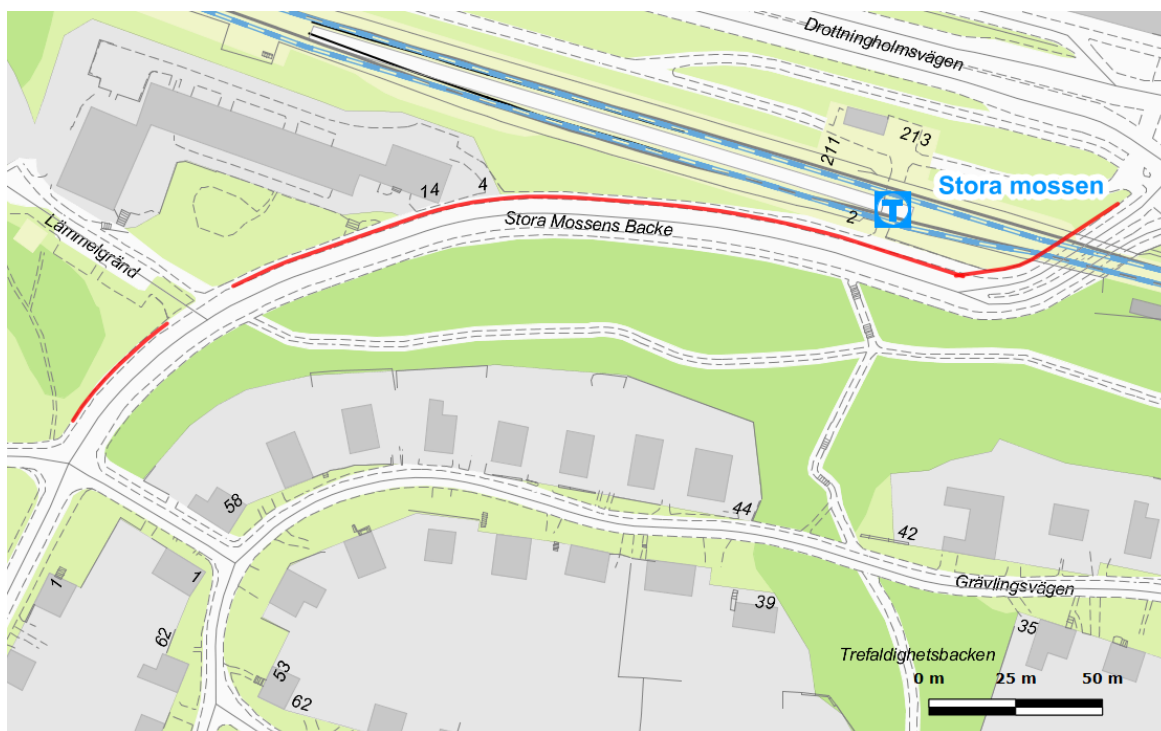 Drottningholmsvägen
213
211
Stora mossen
T
14
4
2
Stora Mossens Backe
Lämmelgränd
58
44
42
1
1
Grävlingsvägen
39
35
62
53
62
Trefaldighetsbacken
0 m 25 m 50 m